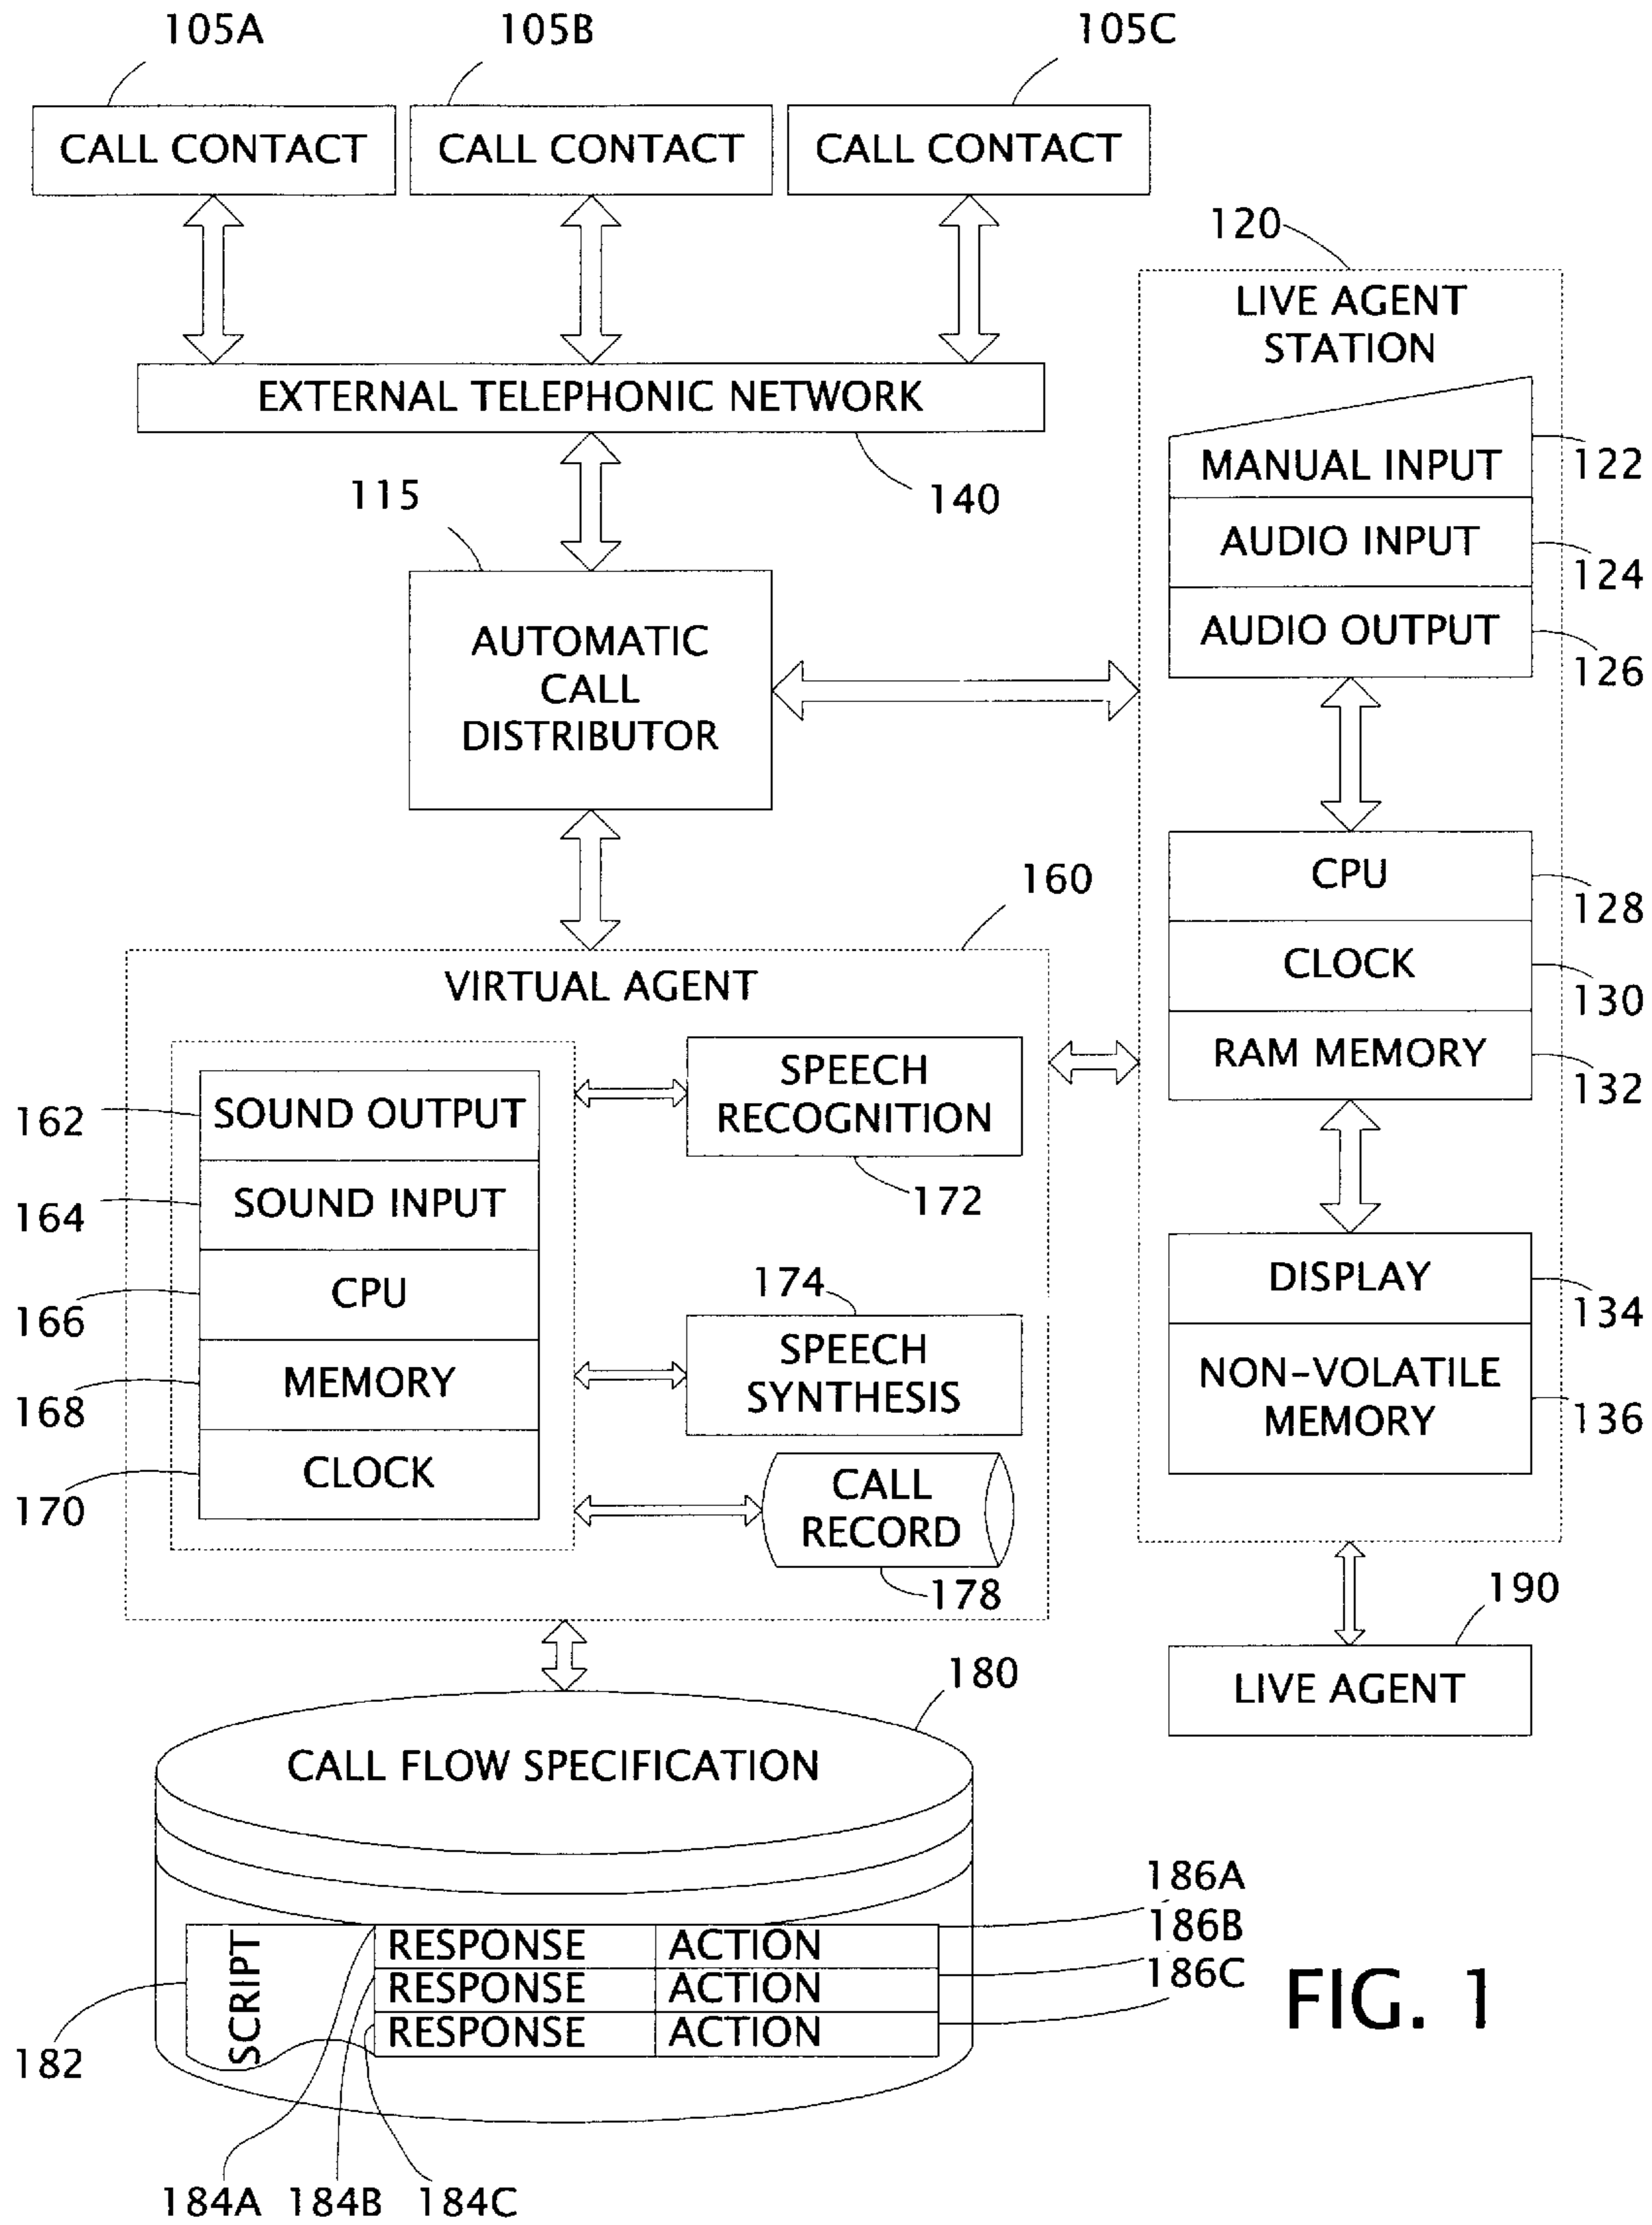 105A
105B
105C
CALL CONTACT
CALL CONTACT
CALL CONTACT
120
LIVE AGENT
STATION
EXTERNAL TELEPHONIC NETWORK
140
115
MANUAL INPUT
122
AUDIO INPUT
124
AUDIO OUTPUT
126
AUTOMATIC
CALL
DISTRIBUTOR
CPU
128
CLOCK
130
RAM MEMORY
132
160
VIRTUAL AGENT
162
SOUND OUTPUT
164
SOUND INPUT
166
CPU
168
MEMORY
170
CLOCK
SPEECH
RECOGNITION
172
174
SPEECH
SYNTHESIS
CALL
RECORD
178
DISPLAY
134
NON-VOLATILE
MEMORY
136
190
LIVE AGENT
180
CALL FLOW SPECIFICATION
182
SCRIPT
RESPONSE
ACTION
186A
RESPONSE
ACTION
186B
RESPONSE
ACTION
186C
184A
184B
184C
FIG. 1